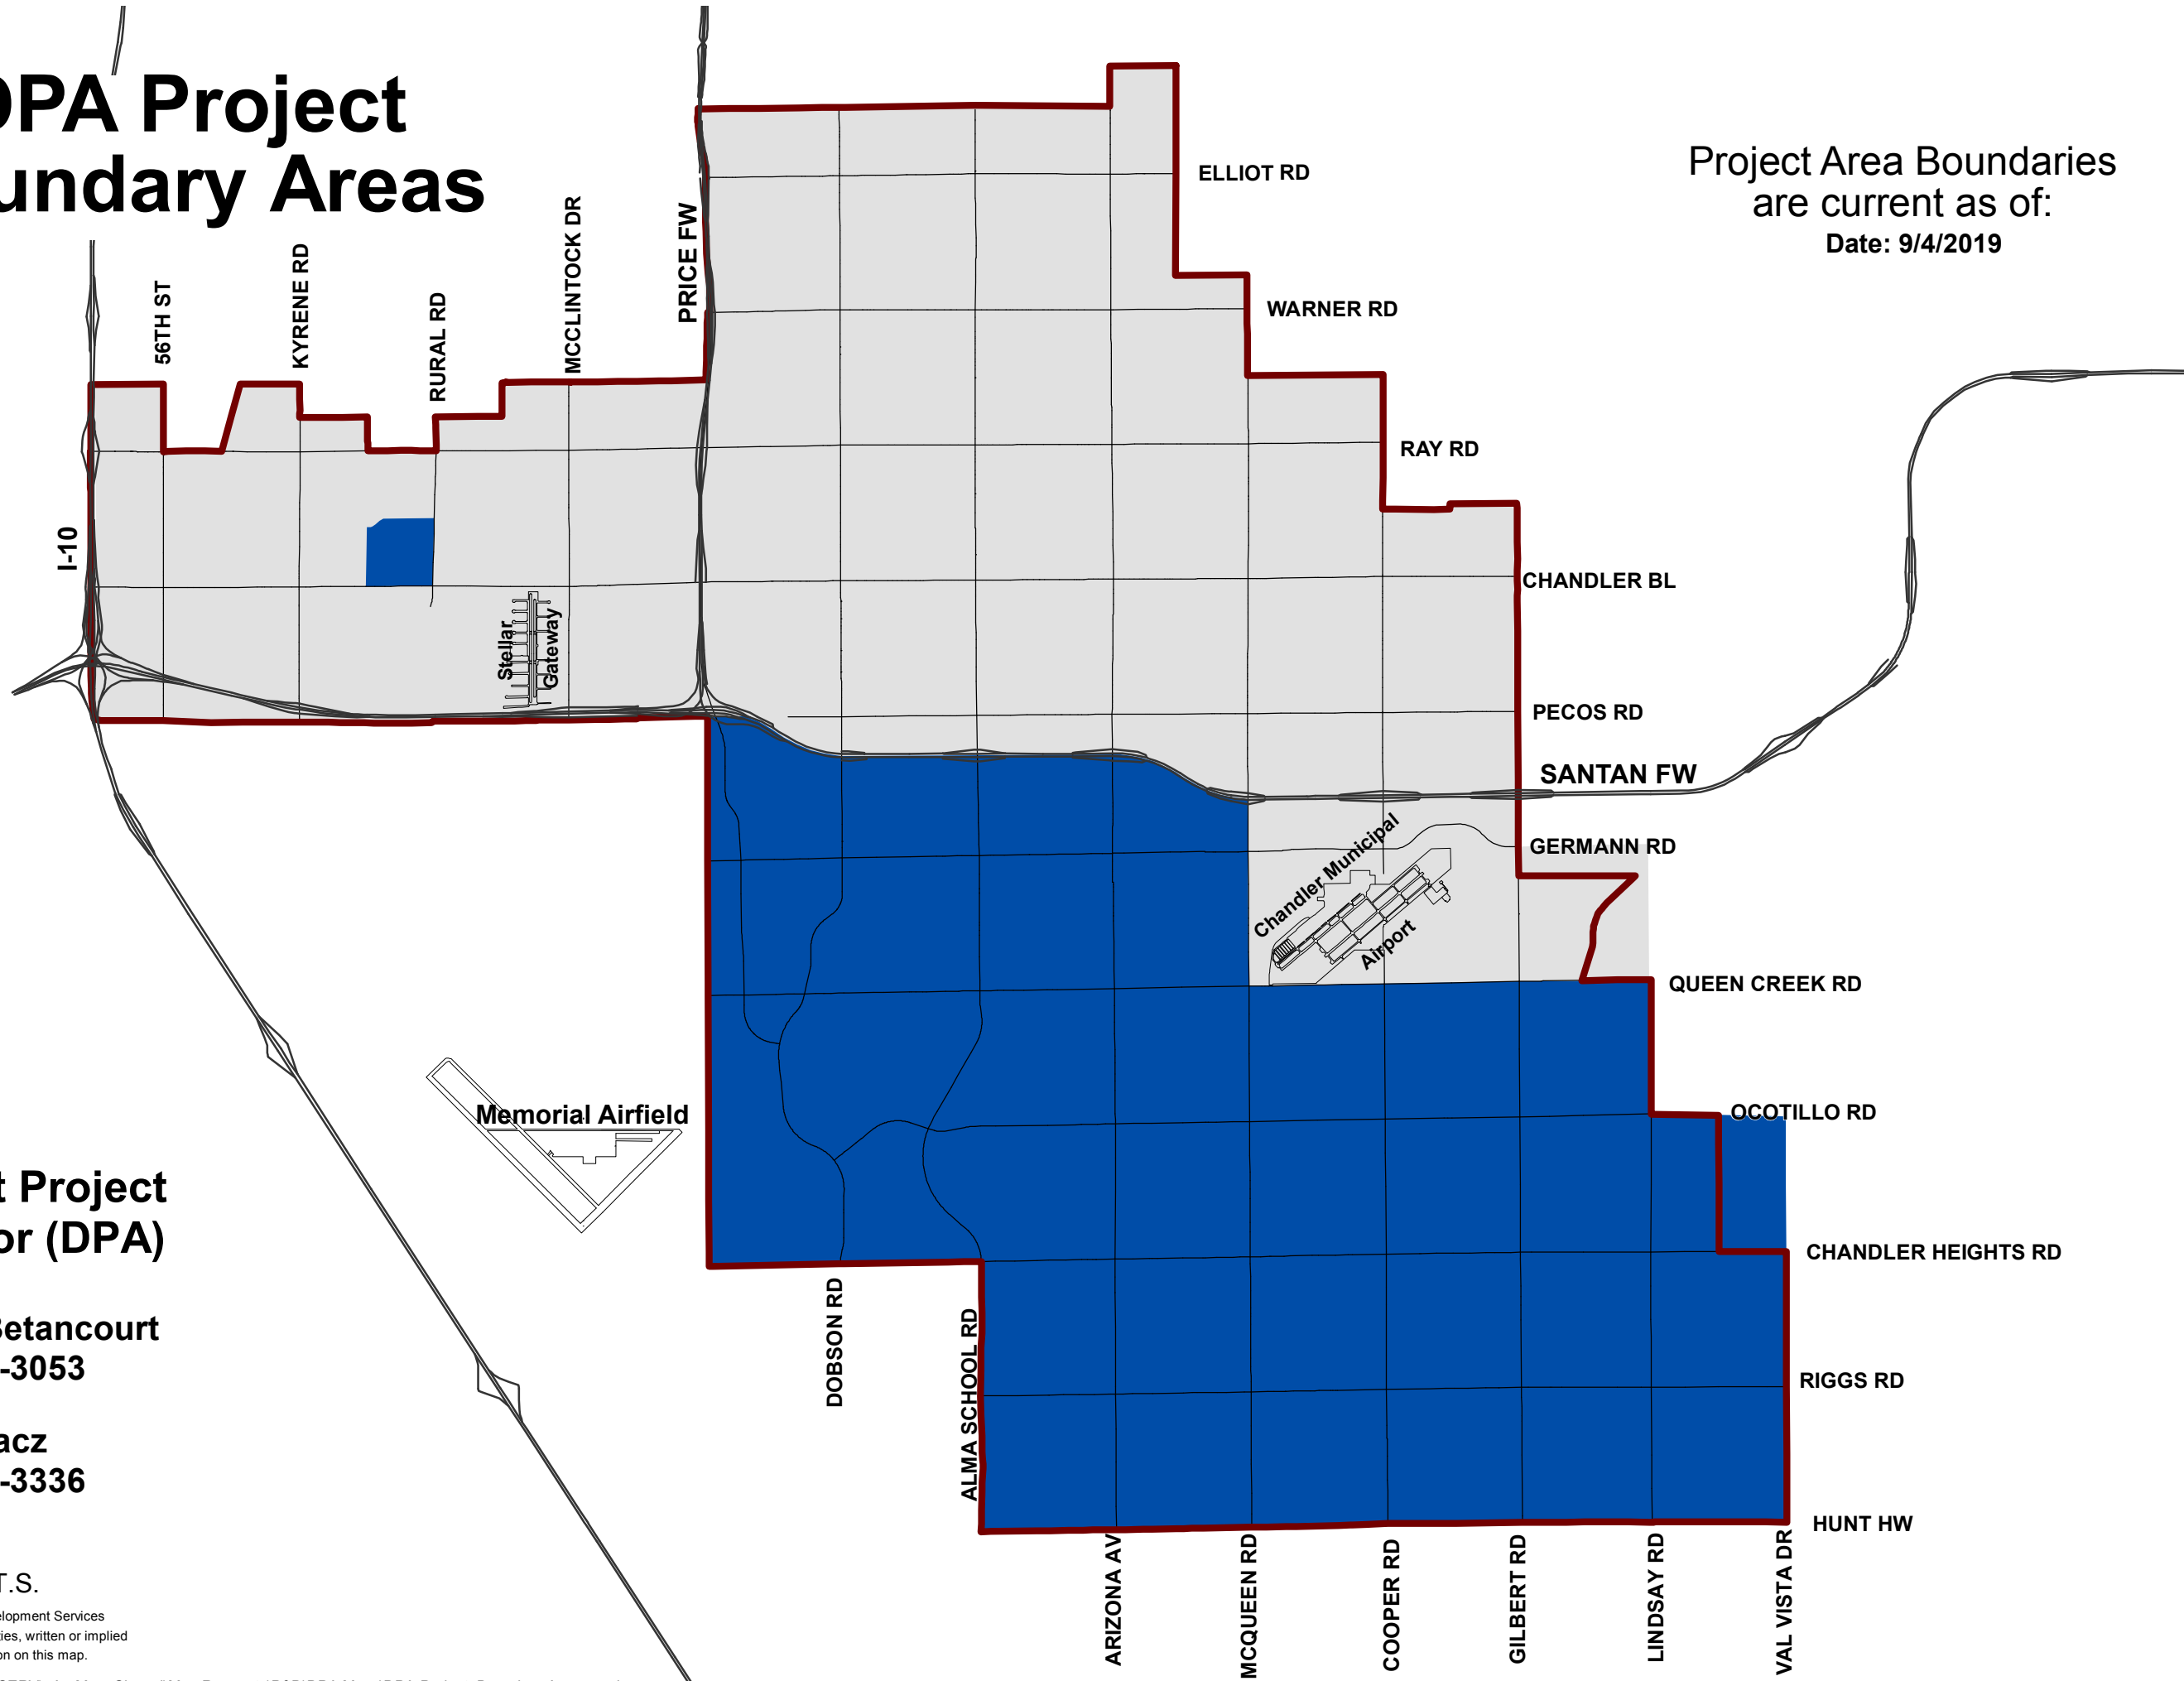 DPA Project
undary Areas
Project Area Boundaries
are current as of:
Date: 9/4/2019
ELLIOT RD
WARNER RD
RAY RD
CHANDLER BL
PECOS RD
SANTAN FW
GERMANN RD
QUEEN CREEK RD
OCOTILLO RD
CHANDLER HEIGHTS RD
RIGGS RD
HUNT HW
I-10
56TH ST
KYRENE RD
RURAL RD
MCCLINTOCK DR
PRICE FW
Stellar
Gateway
Chandler Municipal
Airport
Memorial Airfield
DOBSON RD
ALMA SCHOOL RD
ARIZONA AV
MCQUEEN RD
COOPER RD
GILBERT RD
LINDSAY RD
VAL VISTA DR
t Project
or (DPA)
Betancourt
-3053
acz
-3336
T.S.
elopment Services
ties, written or implied
on on this map.